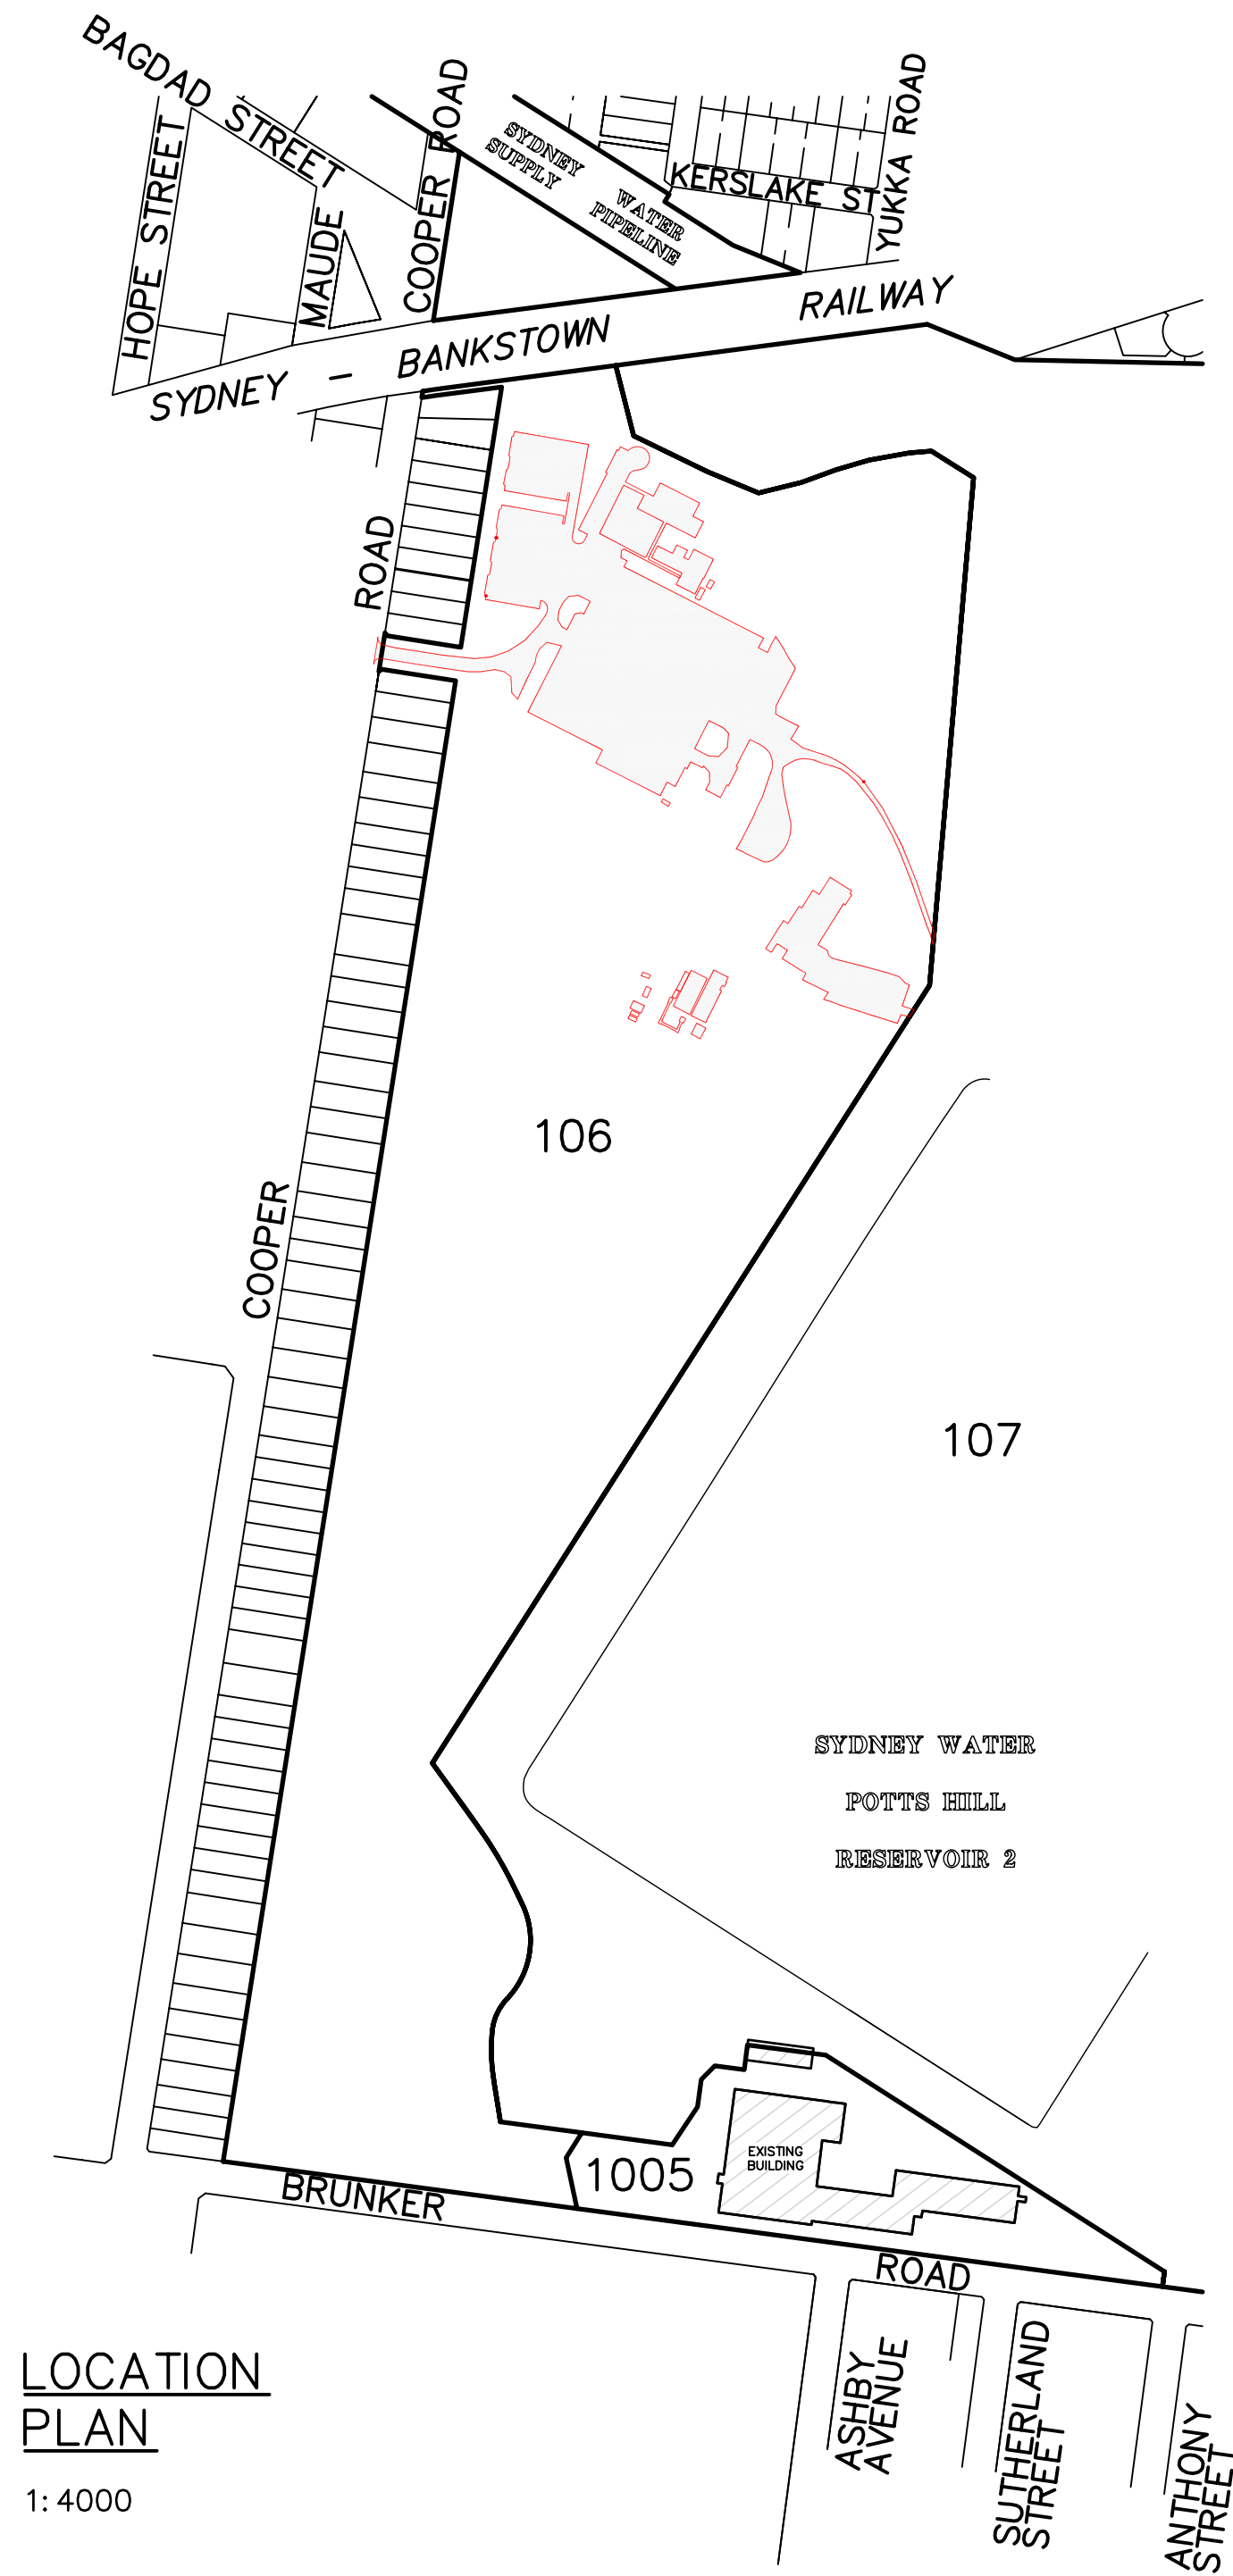 BAGDAD STREET
HOPE STREET
MAUDE
COOPER ROAD
SYDNEY WATER
SUPPLY PIPELINE
KERSLAKE ST
YUKKA ROAD
SYDNEY - BANKSTOWN RAILWAY
COOPER ROAD
106
107
SYDNEY WATER
POTTS HILL
RESERVOIR 2
EXISTING
BUILDING
1005
BRUNKER ROAD
ASHBY
AVENUE
SUTHERLAND
STREET
ANTHONY
STREET
LOCATION
PLAN
1: 4000